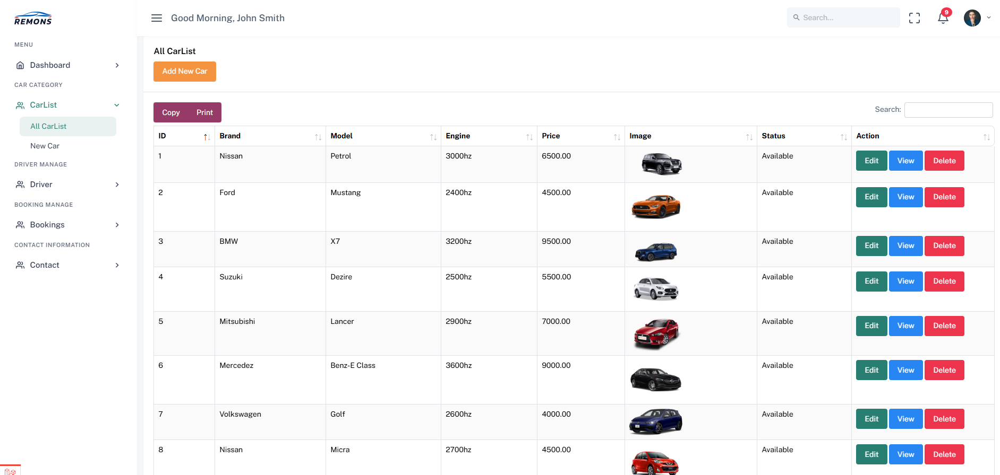 REMONS
Good Morning, John Smith
Search...
9
MENU
Dashboard
CAR CATEGORY
CarList
All CarList
New Car
DRIVER MANAGE
Driver
BOOKING MANAGE
Bookings
CONTACT INFORMATION
Contact
All CarList
Add New Car
Copy Print
Search:
ID Brand Model Engine Price Image Status Action
1 Nissan Petrol 3000hz 6500.00 Available Edit View Delete
2 Ford Mustang 2400hz 4500.00 Available Edit View Delete
3 BMW X7 3200hz 9500.00 Available Edit View Delete
4 Suzuki Dezire 2500hz 5500.00 Available Edit View Delete
5 Mitsubishi Lancer 2900hz 7000.00 Available Edit View Delete
6 Mercedez Benz-E Class 3600hz 9000.00 Available Edit View Delete
7 Volkswagen Golf 2600hz 4000.00 Available Edit View Delete
8 Nissan Micra 2700hz 4500.00 Available Edit View Delete